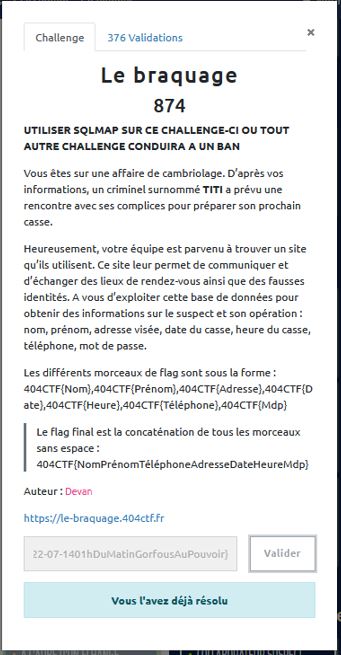 Challenge
376 Validations
×
Le braquage
874
UTILISER SQLMAP SUR CE CHALLENGE-CI OU TOUT
AUTRE CHALLENGE CONDUIRA A UN BAN
Vous êtes sur une affaire de cambriolage. D'après vos
informations, un criminel surnommé TITI a prévu une
rencontre avec ses complices pour préparer son prochain
casse.
Heureusement, votre équipe est parvenu à trouver un site
qu'ils utilisent. Ce site leur permet de communiquer et
d'échanger des lieux de rendez-vous ainsi que des fausses
identités. A vous d'exploiter cette base de données pour
obtenir des informations sur le suspect et son opération :
nom, prénom, adresse visée, date du casse, heure du casse,
téléphone, mot de passe.
Les différents morceaux de flag sont sous la forme :
404CTF{Nom},404CTF{Prénom},404CTF{Adresse},404CTF{D
ate},404CTF{Heure},404CTF{Téléphone},404CTF{Mdp}
Le flag final est la concaténation de tous les morceaux
sans espace :
404CTF{NomPrénomTéléphoneAdresseDateHeureMdp}
Auteur : Devan
https://le-braquage.404ctf.fr
22-07-1401hDuMatinGorfousAuPouvoir}
Valider
Vous l'avez déjà résolu